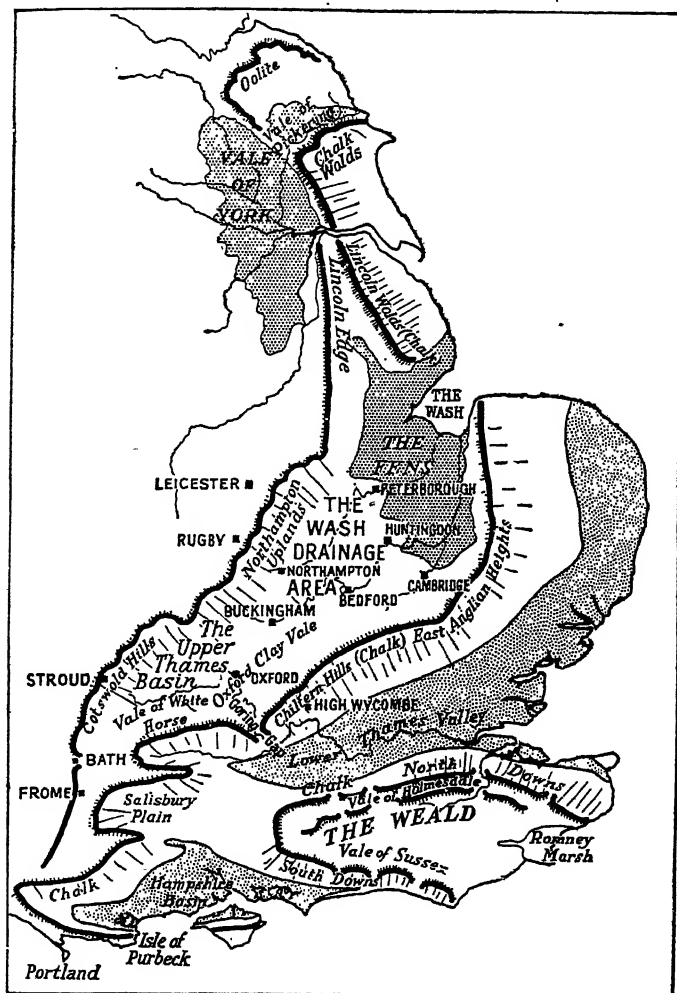 Oolite
Vale of
Pickering
VALE
OF
YORK
Chalk
Wolds
Lincoln Edge
Lincoln Wolds (Chalk)
THE
WASH
THE
FENS
LEICESTER
PETERBOROUGH
RUGBY
Northampton
Uplands
THE
WASH
DRAINAGE
AREA
HUNTINGDON
NORTHAMPTON
CAMBRIDGE
BEDFORD
BUCKINGHAM
East Anglian Heights
STROUD
Cotswold Hills
The
Upper
Thames
Basin
Oxford Clay Vale
OXFORD
Chiltern Hills (Chalk)
Vale of White
Horse
Goring Gap
HIGH WYCOMBE
Lower Thames Valley
BATH
FROME
Salisbury
Plain
Chalk
North Downs
Vale of Holmesdale
THE WEALD
Vale of Sussex
Romney
Marsh
South Downs
Chalk
Hampshire
Basin
Isle of
Purbeck
Portland